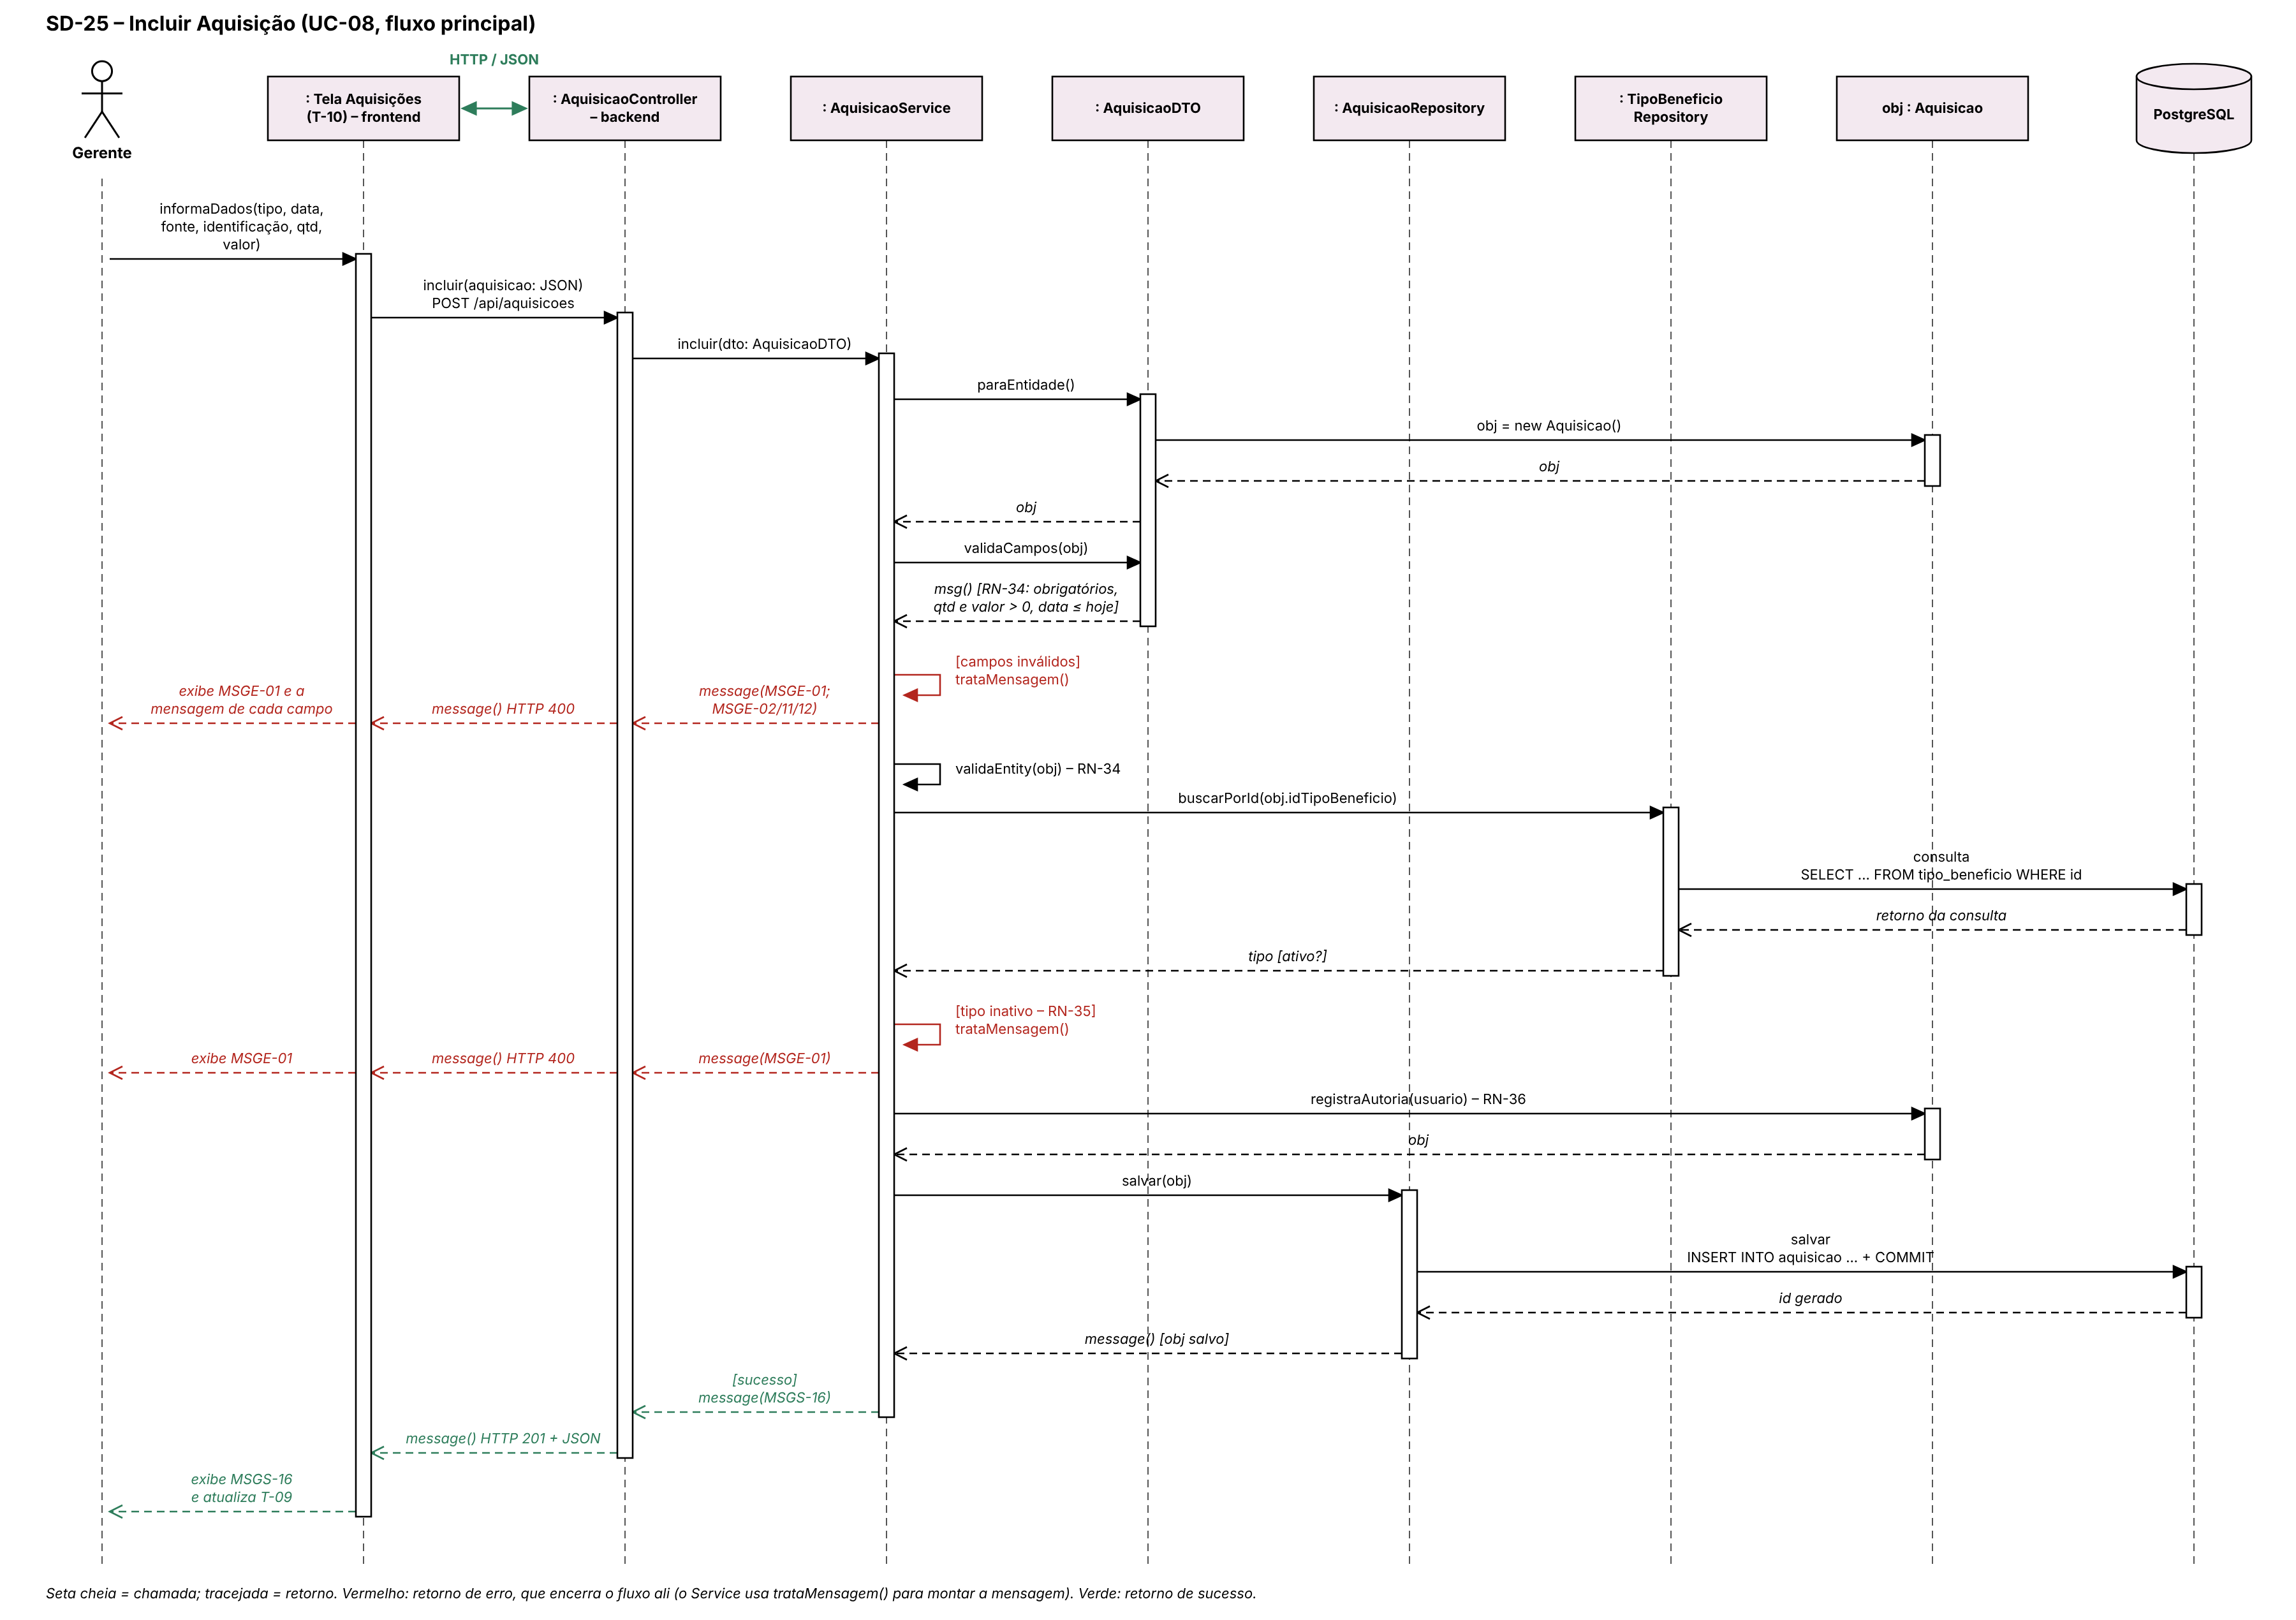 SD-25 – Incluir Aquisição (UC-08, fluxo principal)
HTTP / JSON
Gerente
: Tela Aquisições
(T-10) – frontend
: AquisicaoController
– backend
: AquisicaoService
: AquisicaoDTO
: AquisicaoRepository
: TipoBeneficio
Repository
obj : Aquisicao
PostgreSQL
informaDados(tipo, data,
fonte, identificação, qtd,
valor)
incluir(aquisicao: JSON)
POST /api/aquisicoes
incluir(dto: AquisicaoDTO)
paraEntidade()
obj = new Aquisicao()
obj
obj
validaCampos(obj)
msg() [RN-34: obrigatórios,
qtd e valor > 0, data ≤ hoje]
[campos inválidos]
trataMensagem()
exibe MSGE-01 e a
mensagem de cada campo
message() HTTP 400
message(MSGE-01;
MSGE-02/11/12)
validaEntity(obj) – RN-34
buscarPorId(obj.idTipoBeneficio)
consulta
SELECT ... FROM tipo_beneficio WHERE id
retorno da consulta
tipo [ativo?]
[tipo inativo – RN-35]
trataMensagem()
exibe MSGE-01
message() HTTP 400
message(MSGE-01)
registraAutoria(usuario) – RN-36
obj
salvar(obj)
salvar
INSERT INTO aquisicao ... + COMMIT
id gerado
message() [obj salvo]
[sucesso]
message(MSGS-16)
message() HTTP 201 + JSON
exibe MSGS-16
e atualiza T-09
Seta cheia = chamada; tracejada = retorno. Vermelho: retorno de erro, que encerra o fluxo ali (o Service usa trataMensagem() para montar a mensagem). Verde: retorno de sucesso.